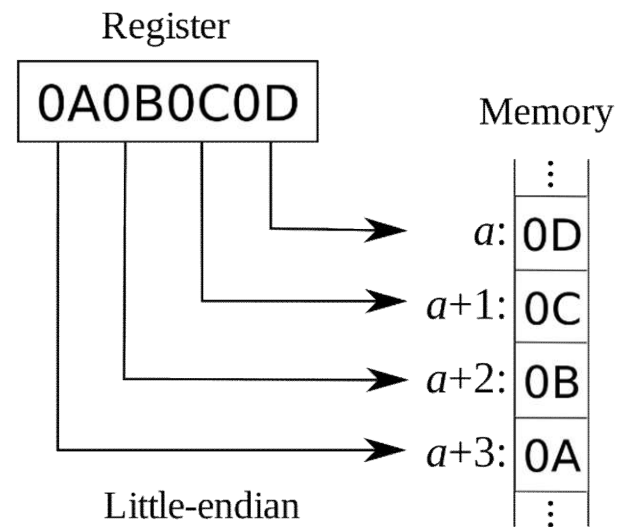 Register
0A0B0C0D
Memory
⋮
a: 0D
a+1: 0C
a+2: 0B
a+3: 0A
⋮
Little-endian